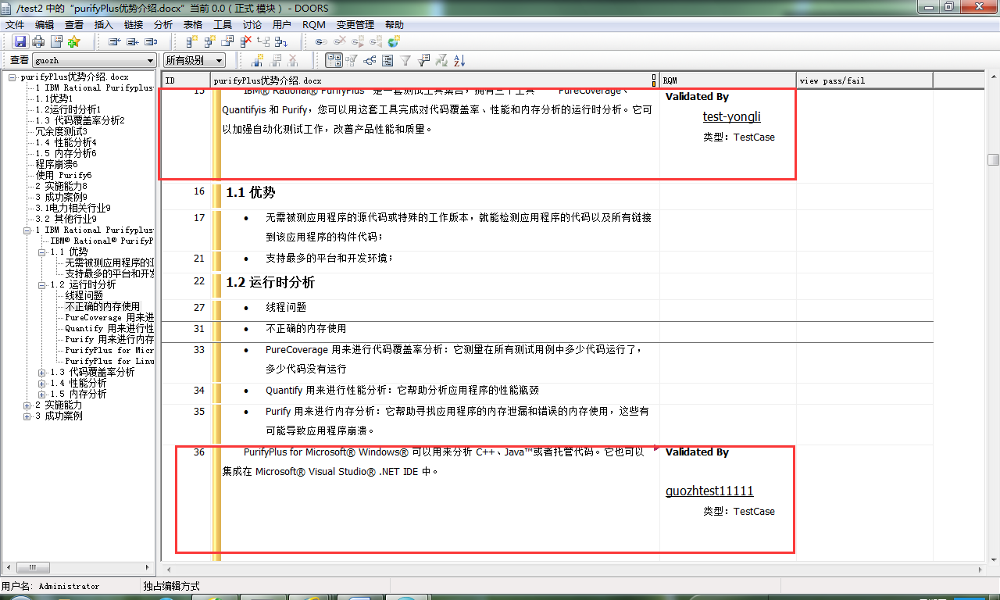 /test2 中的 “purifyPlus优势介绍.docx” 当前 0.0 (正式 模块) - DOORS
文件 编辑 查看 插入 链接 分析 表格 工具 讨论 用户 RQM 变更管理 帮助
查看 guozh 所有级别
purifyPlus优势介绍.docx
1 IBM Rational Purifyplus
1.1优势1
1.2运行时分析1
1.3 代码覆盖率分析2
冗余度测试3
1.4 性能分析4
1.5 内存分析6
程序崩溃6
使用 Purify6
2 实施能力8
3 成功案例9
3.1电力相关行业9
3.2 其他行业9
1 IBM Rational Purifyplus
IBM® Rational® PurifyP
1.1 优势
无需被测应用程序的
支持最多的平台和开发
1.2 运行时分析
线程问题
不正确的内存使用
PureCoverage 用来进
Quantify 用来进行性
Purify 用来进行内存
PurifyPlus for Micr
PurifyPlus for Linu
1.3 代码覆盖率分析
1.4 性能分析
1.5 内存分析
2 实施能力
3 成功案例
ID purifyPlus优势介绍.docx RQM view pass/fail
15 IBM® Rational® PurifyPlus 是一套测试工具集合，拥有三个工具 PureCoverage、
Quantifyis 和 Purify，您可以用这套工具完成对代码覆盖率、性能和内存分析的运行时分析。它可
以加强自动化测试工作，改善产品性能和质量。
Validated By
test-yongli
类型：TestCase
16 1.1 优势
17 • 无需被测应用程序的源代码或特殊的工作版本，就能检测应用程序的代码以及所有链接
到该应用程序的构件代码；
21 • 支持最多的平台和开发环境；
22 1.2 运行时分析
27 • 线程问题
31 • 不正确的内存使用
33 • PureCoverage 用来进行代码覆盖率分析：它测量在所有测试用例中多少代码运行了，
多少代码没有运行
34 • Quantify 用来进行性能分析：它帮助分析应用程序的性能瓶颈
35 • Purify 用来进行内存分析：它帮助寻找应用程序的内存泄漏和错误的内存使用，这些有
可能导致应用程序崩溃。
36 PurifyPlus for Microsoft® Windows® 可以用来分析 C++、Java™或者托管代码。它也可以
集成在 Microsoft® Visual Studio® .NET IDE 中。
Validated By
guozhtest11111
类型：TestCase
用户名: Administrator 独占编辑方式